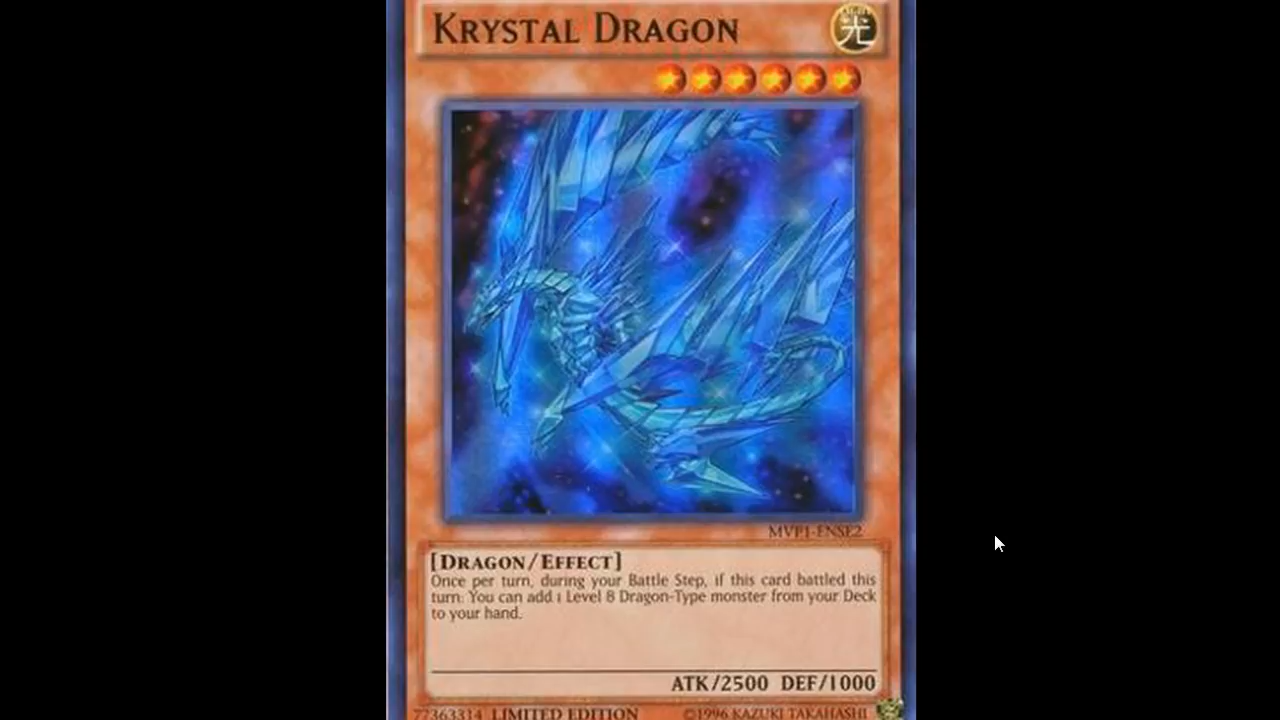 KRYSTAL DRAGON
LIGHT
光
MVP1-ENSE2
[DRAGON/EFFECT]
Once per turn, during your Battle Step, if this card battled this
turn: You can add 1 Level 8 Dragon-Type monster from your Deck
to your hand.
ATK/2500 DEF/1000
77363314 LIMITED EDITION ©1996 KAZUKI TAKAHASHI